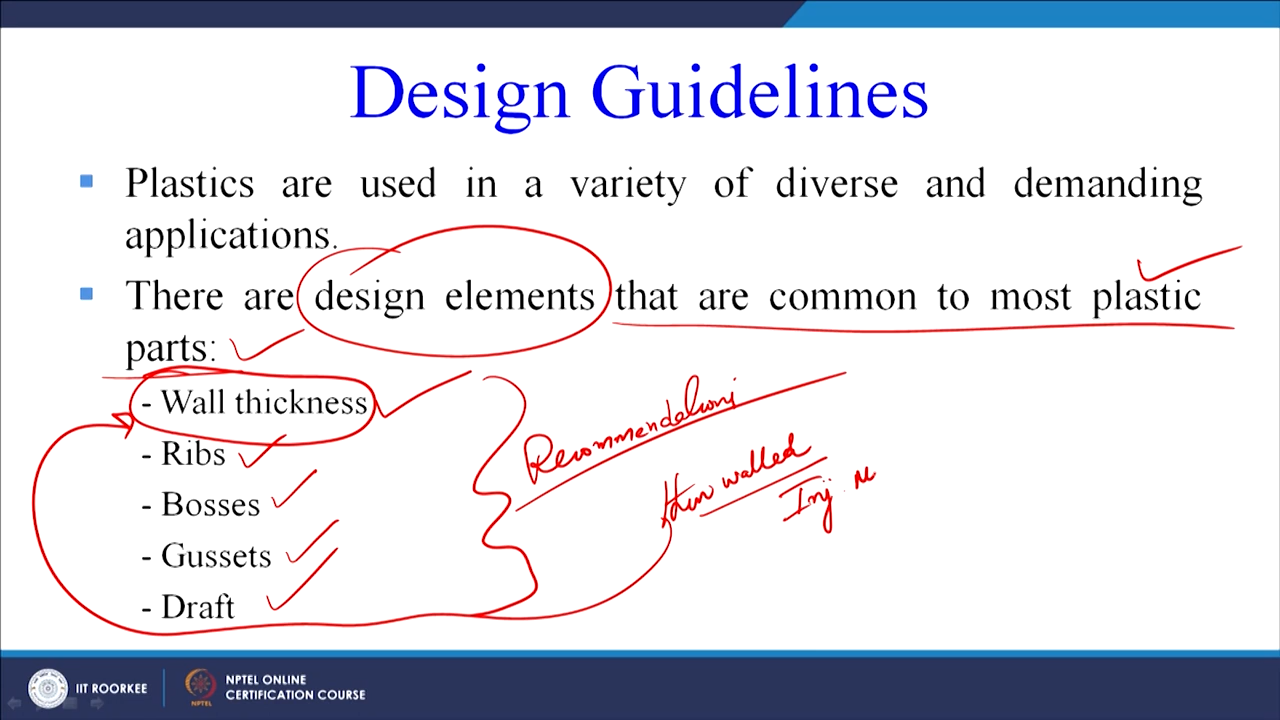 Design Guidelines
Plastics are used in a variety of diverse and demanding
applications.
There are design elements that are common to most plastic
parts:
- Wall thickness
- Ribs
- Bosses
- Gussets
- Draft
Recommendations
thin walled
Inj. M
IIT ROORKEE
NPTEL ONLINE
CERTIFICATION COURSE
NPTEL